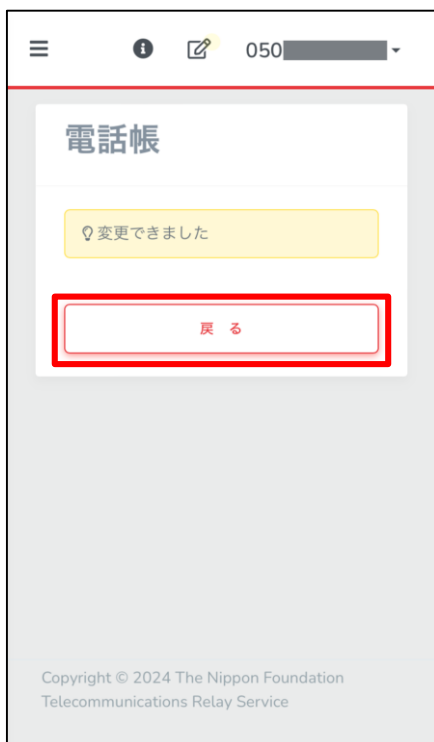 050
電話帳
変更できました
戻 る
Copyright © 2024 The Nippon Foundation
Telecommunications Relay Service